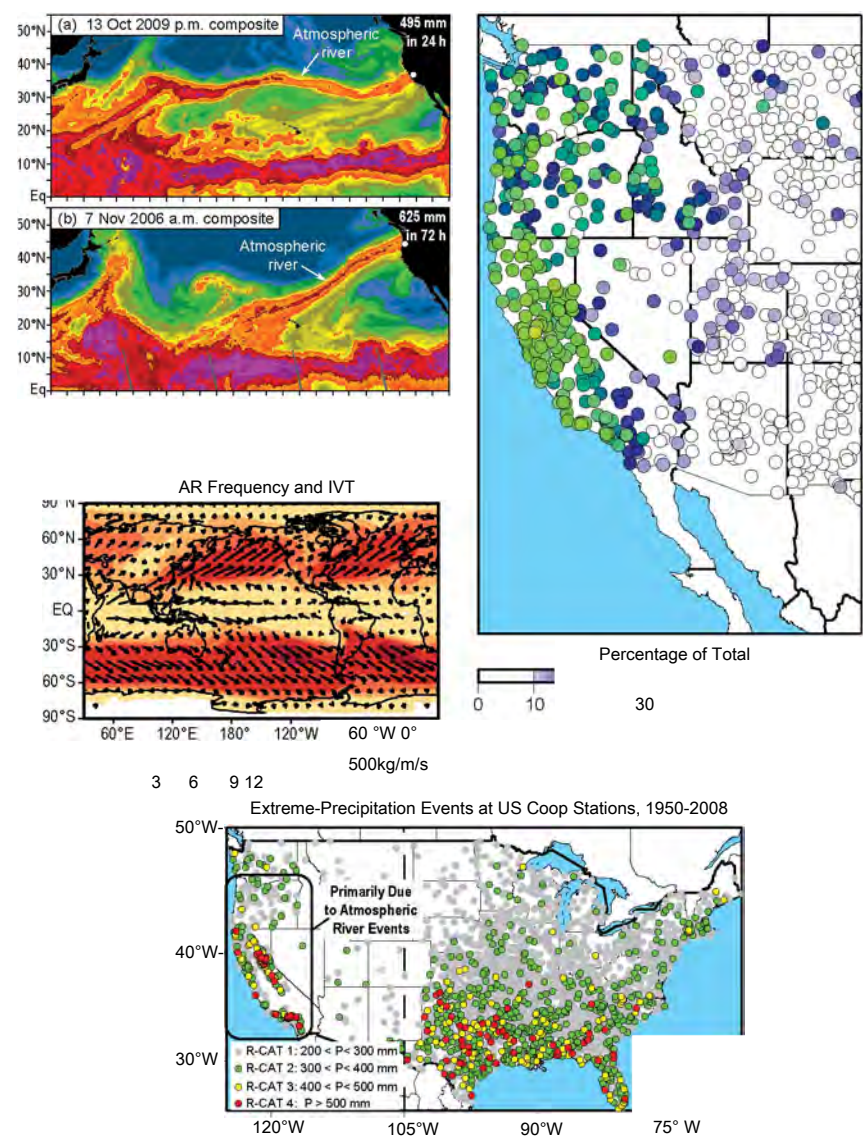 (a) 13 Oct 2009 p.m. composite
495 mm
in 24 h
Atmospheric
river
50°N
40°N
30°N
20°N
10°N
Eq
(b) 7 Nov 2006 a.m. composite
625 mm
in 72 h
Atmospheric
river
50°N
40°N
30°N
20°N
10°N
Eq
Percentage of Total
0 10 30
AR Frequency and IVT
90°N
60°N
30°N
EQ
30°S
60°S
90°S
60°E 120°E 180° 120°W 60 °W 0°
500kg/m/s
3 6 9 12
Extreme-Precipitation Events at US Coop Stations, 1950-2008
50°W
40°W
30°W
Primarily Due
to Atmospheric
River Events
R-CAT 1: 200 < P< 300 mm
R-CAT 2: 300 < P< 400 mm
R-CAT 3: 400 < P< 500 mm
R-CAT 4: P > 500 mm
120°W 105°W 90°W 75° W